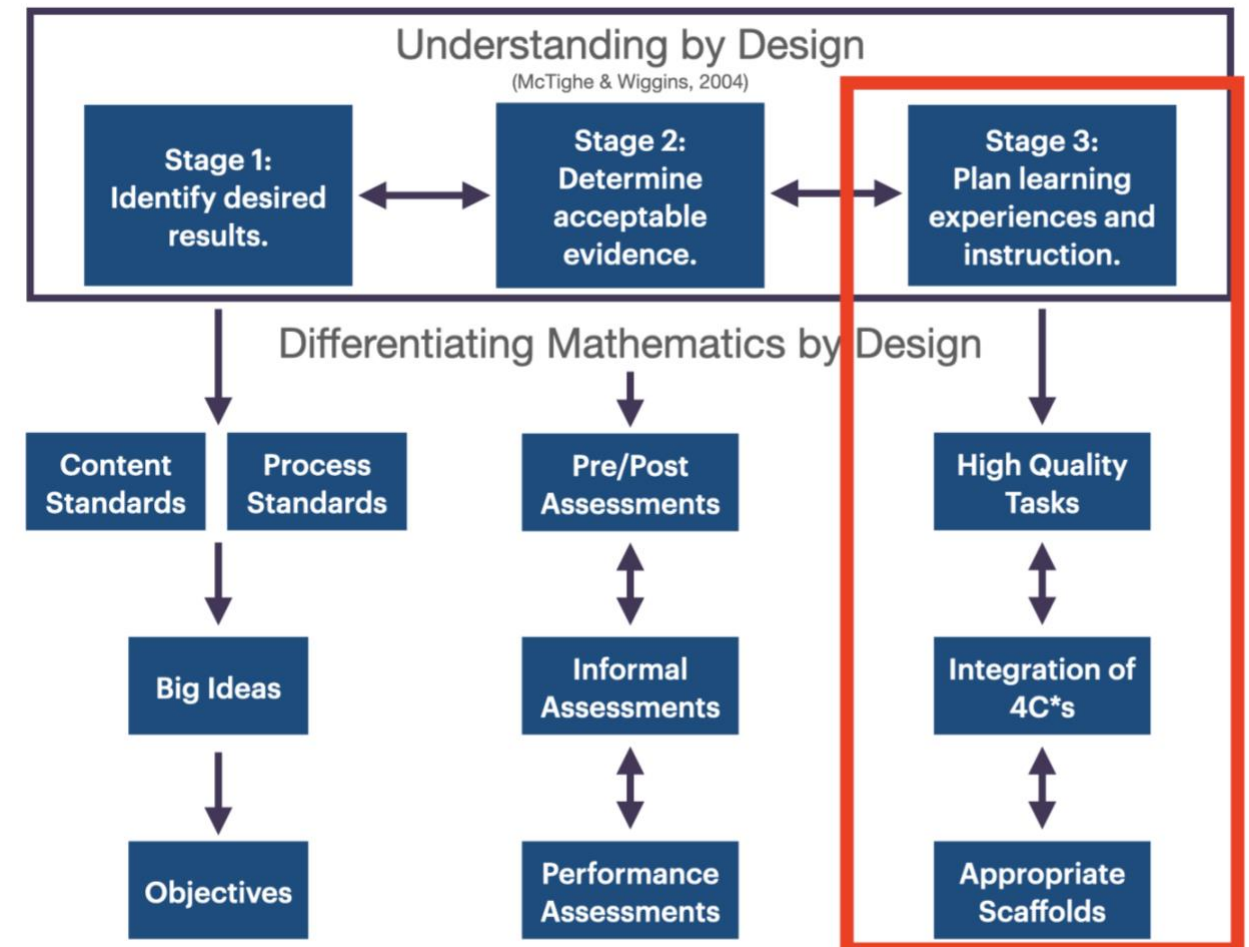 Understanding by Design
(McTighe & Wiggins, 2004)
Stage 1:
Identify desired
results.
Stage 2:
Determine
acceptable
evidence.
Stage 3:
Plan learning
experiences and
instruction.
Differentiating Mathematics by Design
Content
Standards
Process
Standards
Pre/Post
Assessments
High Quality
Tasks
Big Ideas
Informal
Assessments
Integration of
4C*s
Objectives
Performance
Assessments
Appropriate
Scaffolds